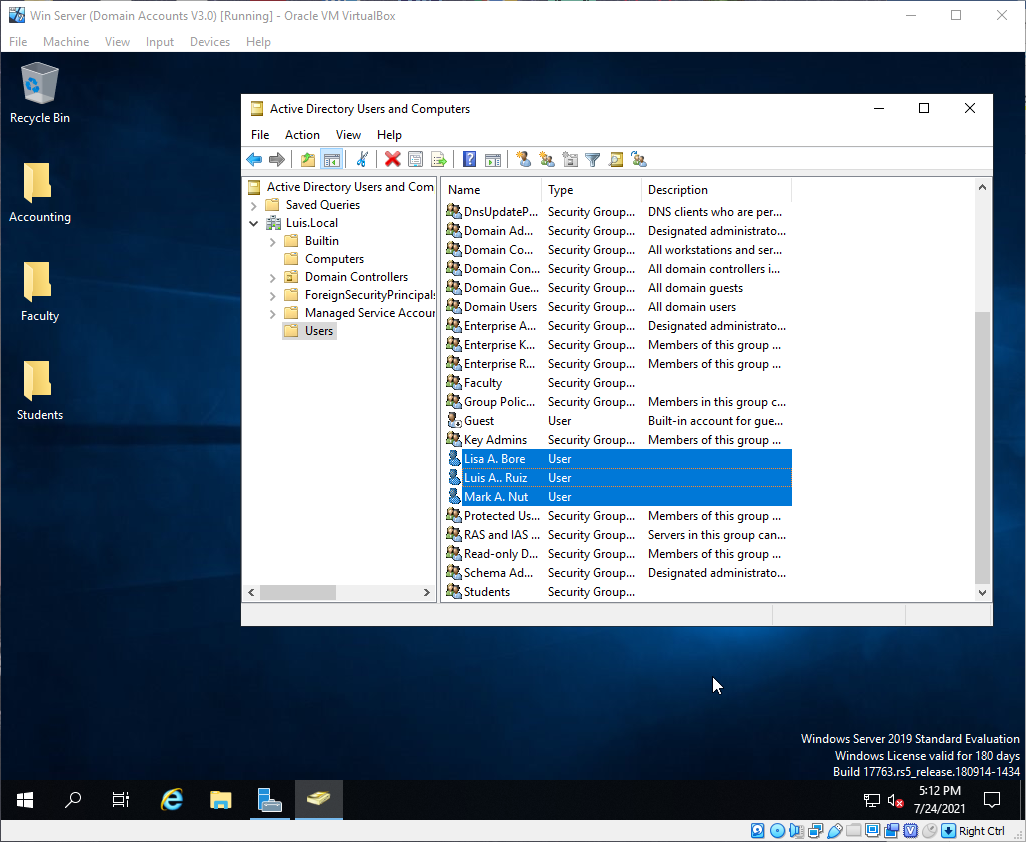 Win Server (Domain Accounts V3.0) [Running] - Oracle VM VirtualBox
File Machine View Input Devices Help
Recycle Bin
Accounting
Faculty
Students
Active Directory Users and Computers
File Action View Help
Active Directory Users and Com
Saved Queries
Luis.Local
Builtin
Computers
Domain Controllers
ForeignSecurityPrincipals
Managed Service Accour
Users
Name Type Description
DnsUpdateP... Security Group... DNS clients who are per...
Domain Ad... Security Group... Designated administrato...
Domain Co... Security Group... All workstations and ser...
Domain Con... Security Group... All domain controllers i...
Domain Gue... Security Group... All domain guests
Domain Users Security Group... All domain users
Enterprise A... Security Group... Designated administrato...
Enterprise K... Security Group... Members of this group ...
Enterprise R... Security Group... Members of this group ...
Faculty Security Group...
Group Polic... Security Group... Members in this group c...
Guest User Built-in account for gue...
Key Admins Security Group... Members of this group ...
Lisa A. Bore User
Luis A.. Ruiz User
Mark A. Nut User
Protected Us... Security Group... Members of this group ...
RAS and IAS ... Security Group... Servers in this group can...
Read-only D... Security Group... Members of this group ...
Schema Ad... Security Group... Designated administrato...
Students Security Group...
Windows Server 2019 Standard Evaluation
Windows License valid for 180 days
Build 17763.rs5_release.180914-1434
5:12 PM
7/24/2021
Right Ctrl